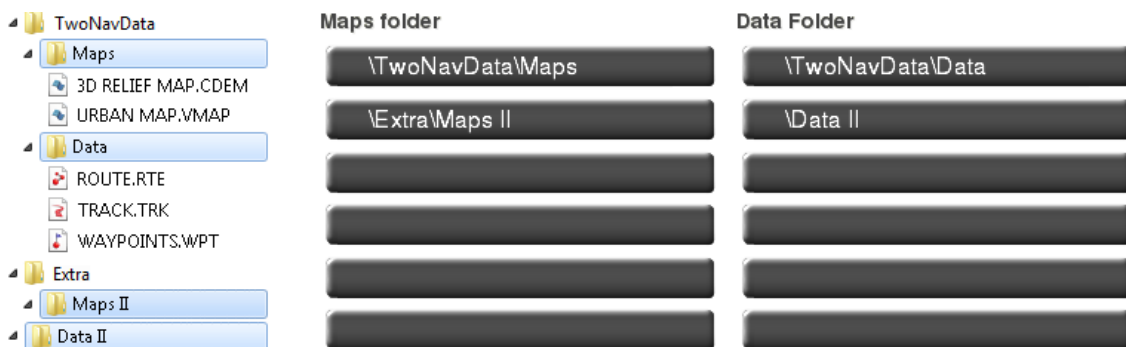 TwoNavData
Maps
3D RELIEF MAP.CDEM
URBAN MAP.VMAP
Data
ROUTE.RTE
TRACK.TRK
WAYPOINTS.WPT
Extra
Maps II
Data II
Maps folder
\TwoNavData\Maps
\Extra\Maps II
Data Folder
\TwoNavData\Data
\Data II